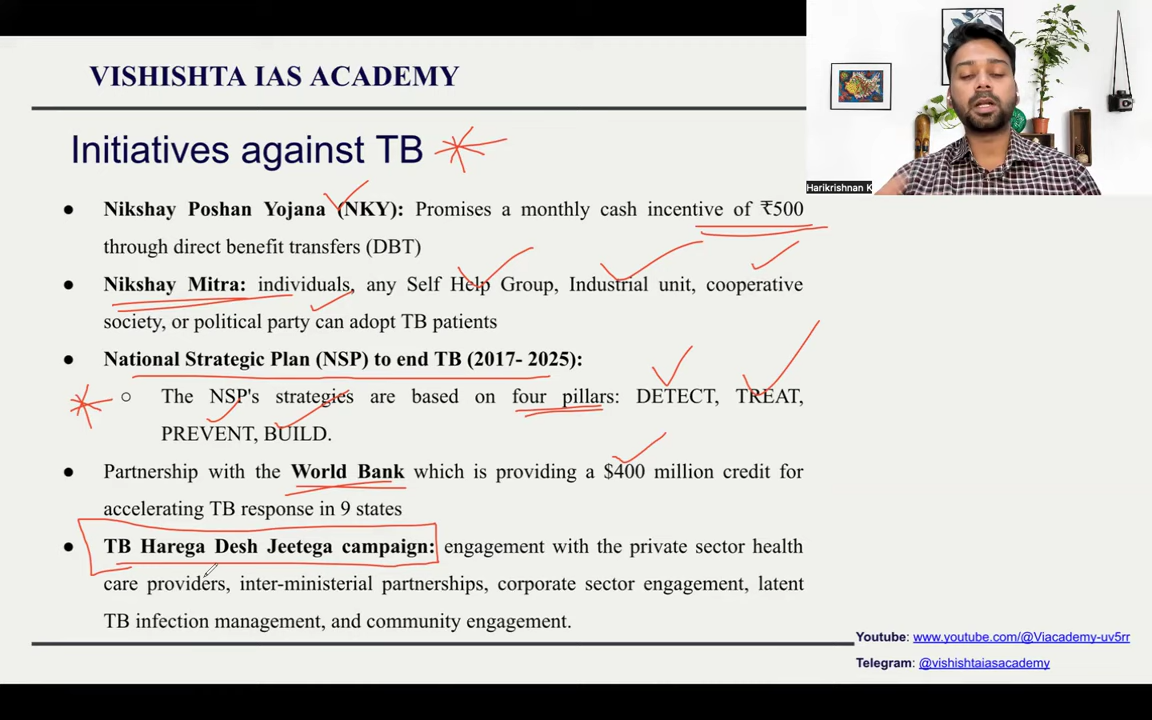 VISHISHTA IAS ACADEMY
Harikrishnan K
Initiatives against TB
● Nikshay Poshan Yojana (NKY): Promises a monthly cash incentive of ₹500
through direct benefit transfers (DBT)
● Nikshay Mitra: individuals, any Self Help Group, Industrial unit, cooperative
society, or political party can adopt TB patients
● National Strategic Plan (NSP) to end TB (2017- 2025):
○ The NSP's strategies are based on four pillars: DETECT, TREAT,
PREVENT, BUILD.
● Partnership with the World Bank which is providing a $400 million credit for
accelerating TB response in 9 states
● TB Harega Desh Jeetega campaign: engagement with the private sector health
care providers, inter-ministerial partnerships, corporate sector engagement, latent
TB infection management, and community engagement.
Youtube: www.youtube.com/@Viacademy-uv5rr
Telegram: @vishishtaiasacademy